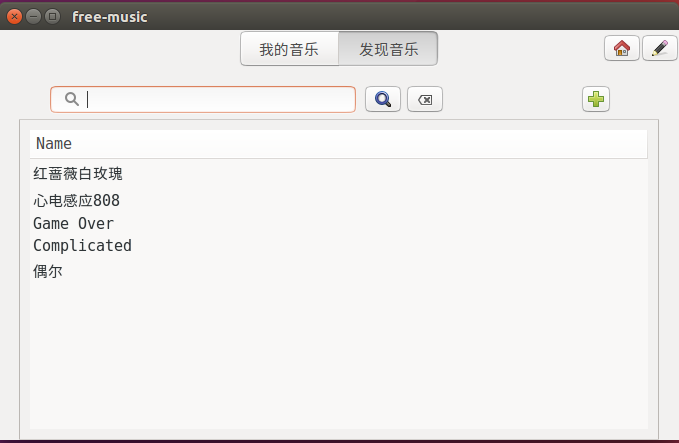 free-music
我的音乐 发现音乐
Name
红蔷薇白玫瑰
心电感应808
Game Over
Complicated
偶尔